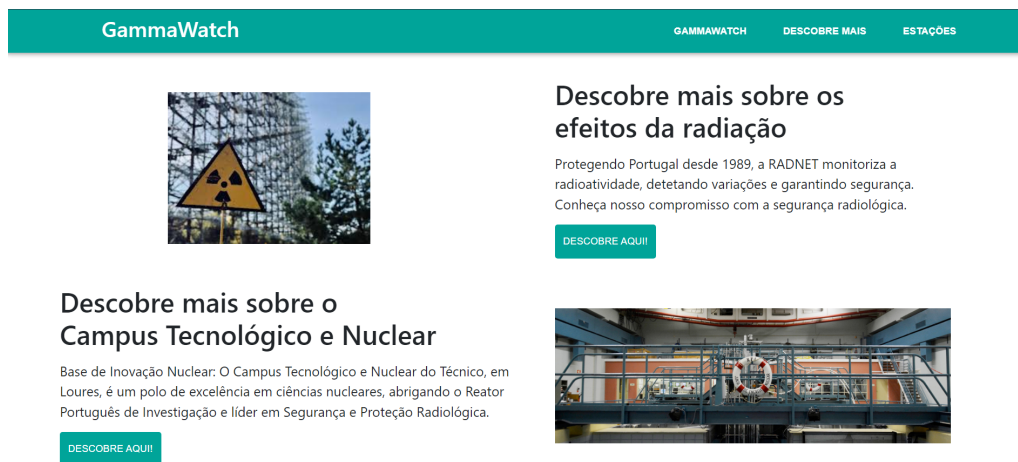 GammaWatch
GAMMAWATCH
DESCOBRE MAIS
ESTAÇÕES
Descobre mais sobre os
efeitos da radiação
Protegendo Portugal desde 1989, a RADNET monitoriza a
radioatividade, detetando variações e garantindo segurança.
Conheça nosso compromisso com a segurança radiológica.
DESCOBRE AQUI!
Descobre mais sobre o
Campus Tecnológico e Nuclear
Base de Inovação Nuclear: O Campus Tecnológico e Nuclear do Técnico, em
Loures, é um polo de excelência em ciências nucleares, abrigando o Reator
Português de Investigação e líder em Segurança e Proteção Radiológica.
DESCOBRE AQUI!